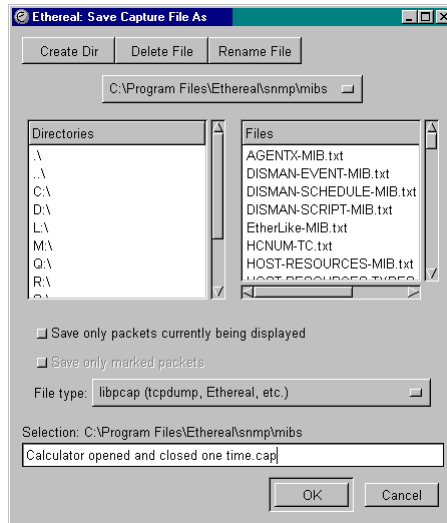 Ethereal: Save Capture File As
Create Dir Delete File Rename File
C:\Program Files\Ethereal\snmp\mibs
Directories
.\
..\
C:\
D:\
L:\
M:\
Q:\
R:\
Files
AGENTX-MIB.txt
DISMAN-EVENT-MIB.txt
DISMAN-SCHEDULE-MIB.txt
DISMAN-SCRIPT-MIB.txt
EtherLike-MIB.txt
HCNUM-TC.txt
HOST-RESOURCES-MIB.txt
HOST-RESOURCES-TYPES
Save only packets currently being displayed
Save only marked packets
File type: libpcap (tcpdump, Ethereal, etc.)
Selection: C:\Program Files\Ethereal\snmp\mibs
Calculator opened and closed one time.cap
OK Cancel